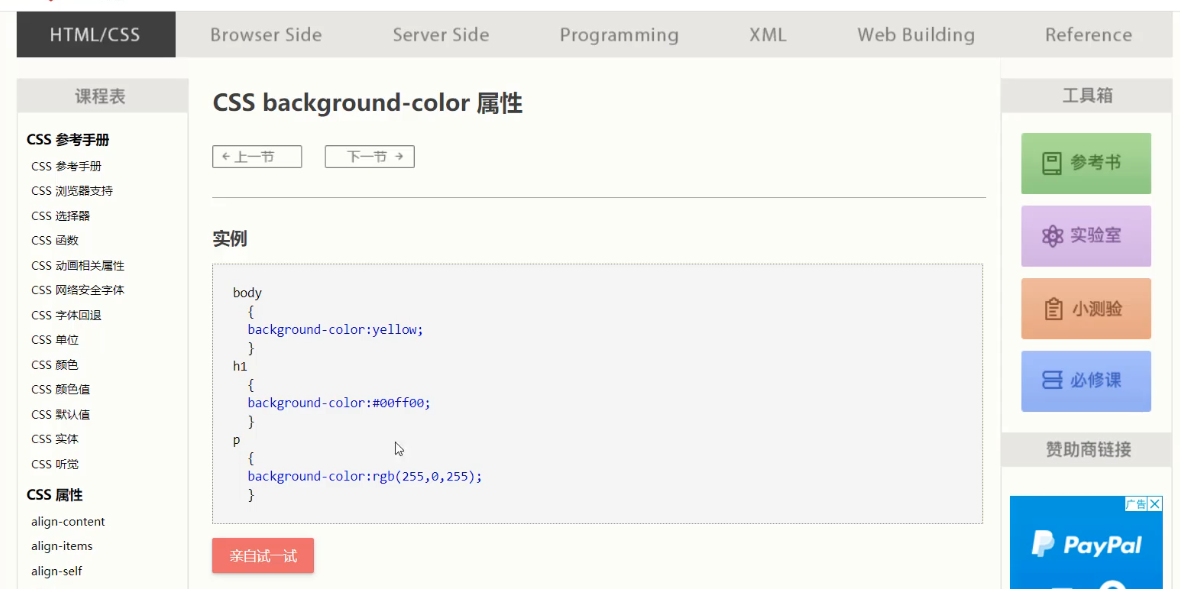 HTML/CSS Browser Side Server Side Programming XML Web Building Reference
课程表
CSS 参考手册
CSS 参考手册
CSS 浏览器支持
CSS 选择器
CSS 函数
CSS 动画相关属性
CSS 网络安全字体
CSS 字体回退
CSS 单位
CSS 颜色
CSS 颜色值
CSS 默认值
CSS 实体
CSS 听觉
CSS 属性
align-content
align-items
align-self
CSS background-color 属性
← 上一节 下一节 →
实例
body
{
background-color:yellow;
}
h1
{
background-color:#00ff00;
}
p
{
background-color:rgb(255,0,255);
}
亲自试一试
工具箱
参考书
实验室
小测验
必修课
赞助商链接
广告
PayPal